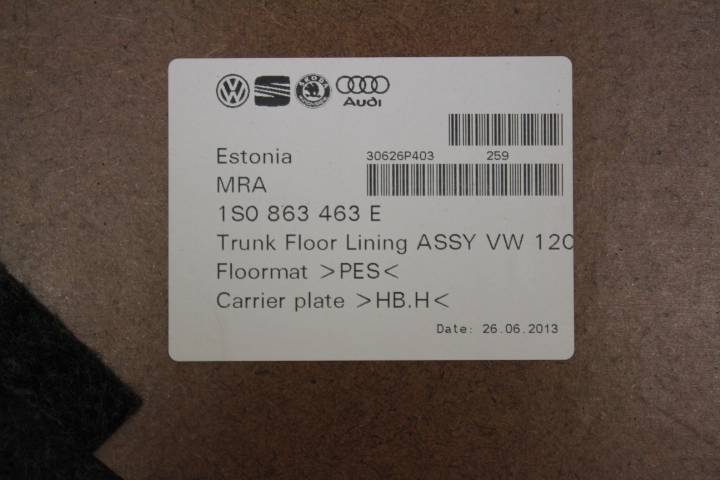 Audi
Estonia 30626P403 259
MRA
1S0 863 463 E
Trunk Floor Lining ASSY VW 120
Floormat >PES<
Carrier plate >HB.H<
Date: 26.06.2013